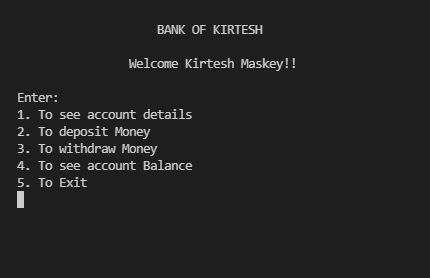 BANK OF KIRTESH
Welcome Kirtesh Maskey!!
Enter:
1. To see account details
2. To deposit Money
3. To withdraw Money
4. To see account Balance
5. To Exit